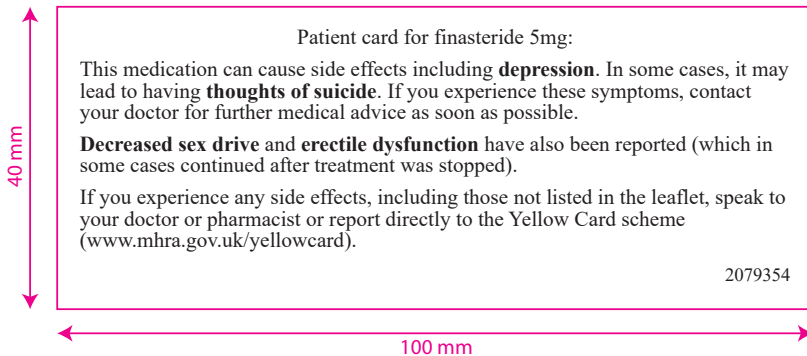 Patient card for finasteride 5mg:
This medication can cause side effects including depression. In some cases, it may
lead to having thoughts of suicide. If you experience these symptoms, contact
your doctor for further medical advice as soon as possible.
Decreased sex drive and erectile dysfunction have also been reported (which in
some cases continued after treatment was stopped).
If you experience any side effects, including those not listed in the leaflet, speak to
your doctor or pharmacist or report directly to the Yellow Card scheme
(www.mhra.gov.uk/yellowcard).
2079354
40 mm
100 mm